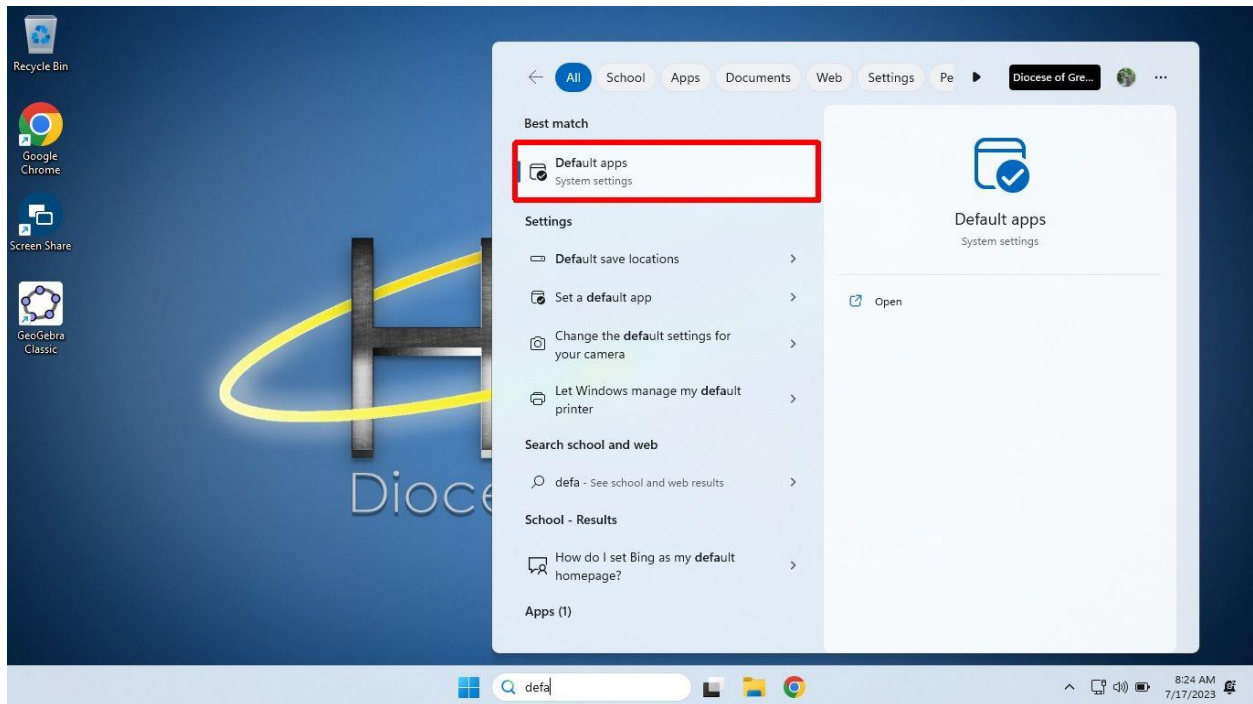 Recycle Bin
Google
Chrome
Screen Share
GeoGebra
Classic
Dioce
All School Apps Documents Web Settings Pe Diocese of Gre... ...
Best match
Default apps
System settings
Settings
Default save locations
Set a default app
Change the default settings for
your camera
Let Windows manage my default
printer
Search school and web
defa - See school and web results
School - Results
How do I set Bing as my default
homepage?
Apps (1)
Default apps
System settings
Open
defa
8:24 AM
7/17/2023